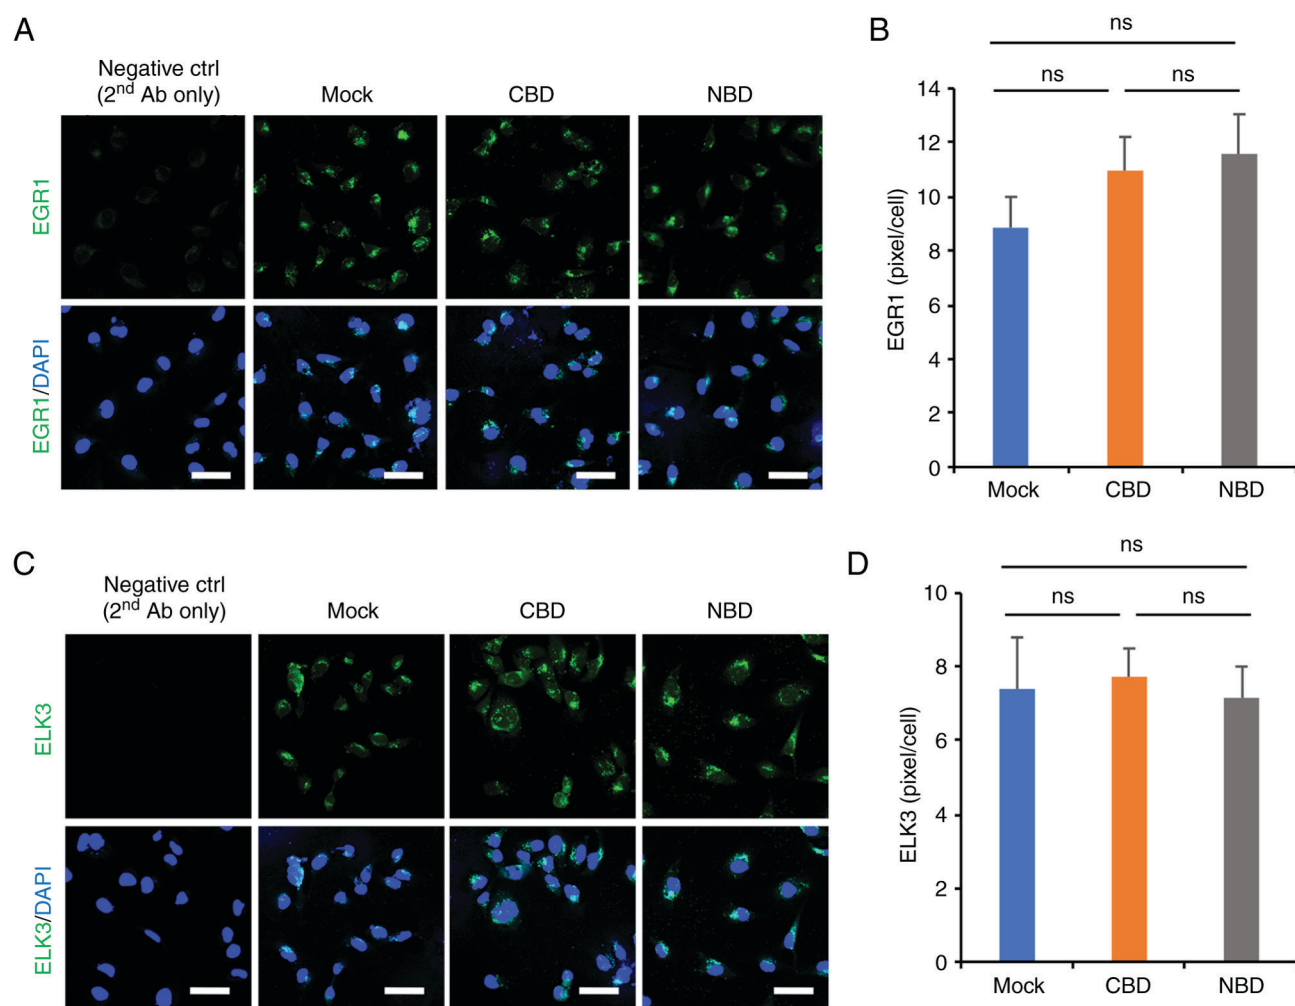 A
Negative ctrl
(2nd Ab only)
Mock
CBD
NBD
EGR1
EGR1/DAPI
B
ns
ns
ns
14
12
10
8
6
4
2
0
EGR1 (pixel/cell)
Mock
CBD
NBD
C
Negative ctrl
(2nd Ab only)
Mock
CBD
NBD
ELK3
ELK3/DAPI
D
ns
ns
ns
10
8
6
4
2
0
ELK3 (pixel/cell)
Mock
CBD
NBD